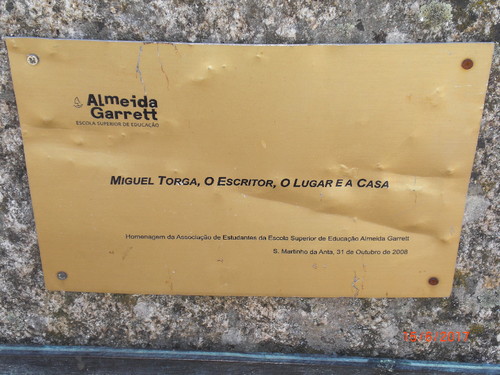 Almeida
Garrett
ESCOLA SUPERIOR DE EDUCAÇÃO
MIGUEL TORGA, O ESCRITOR, O LUGAR E A CASA
Homenagem da Associação de Estudantes da Escola Superior de Educação Almeida Garrett
S. Martinho da Anta, 31 de Outubro de 2008